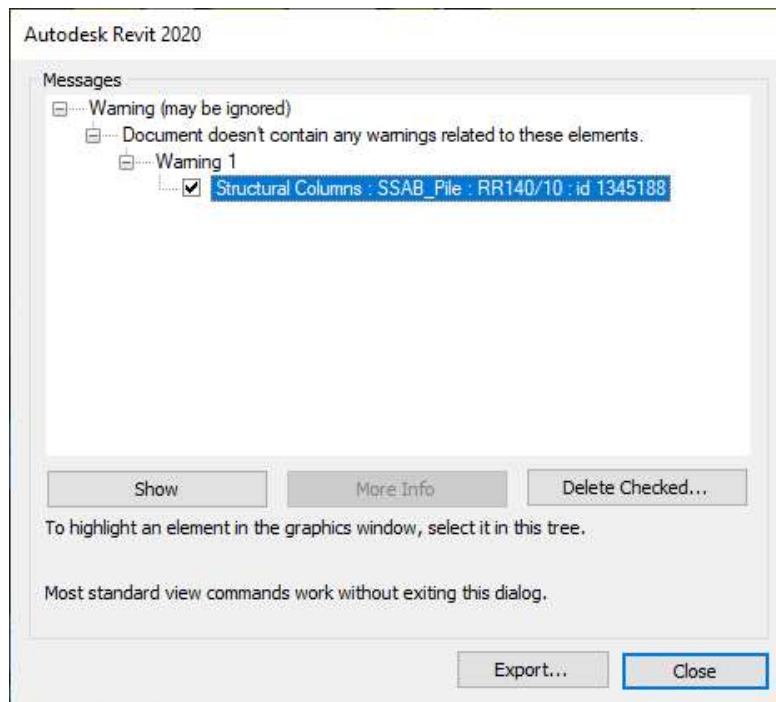 Autodesk Revit 2020
Messages
Warning (may be ignored)
Document doesn't contain any warnings related to these elements.
Warning 1
Structural Columns : SSAB_Pile : RR140/10 : id 1345188
Show More Info Delete Checked...
To highlight an element in the graphics window, select it in this tree.
Most standard view commands work without exiting this dialog.
Export... Close